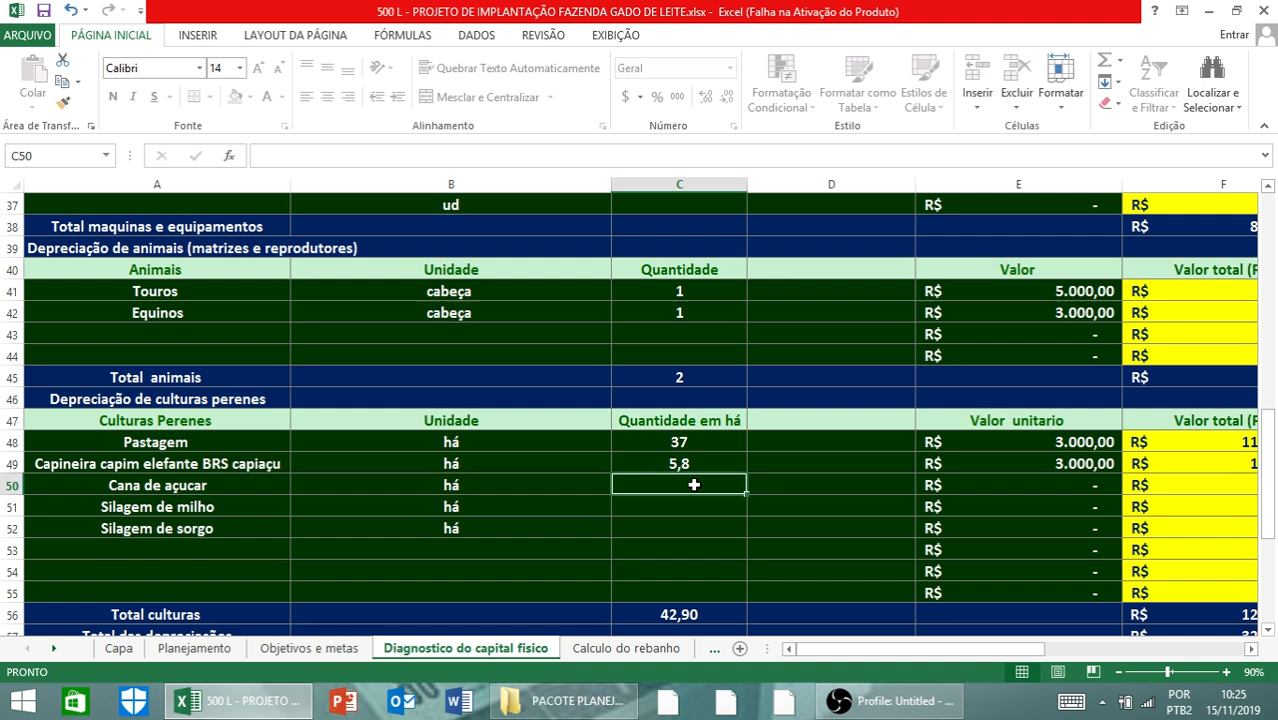 500 L - PROJETO DE IMPLANTAÇÃO FAZENDA GADO DE LEITE.xlsx - Excel (Falha na Ativação do Produto)
ARQUIVO PÁGINA INICIAL INSERIR LAYOUT DA PÁGINA FÓRMULAS DADOS REVISÃO EXIBIÇÃO Entrar
Colar Calibri 14 Quebrar Texto Automaticamente Geral
N I S Mesclar e Centralizar $ % 000
Formatação Condicional Formatar como Tabela Estilos de Célula Inserir Excluir Formatar Classificar e Filtrar Localizar e Selecionar
Área de Transf... Fonte Alinhamento Número Estilo Células Edição
C50 fx
A B C D E F
37 ud R$ - R$
38 Total maquinas e equipamentos R$ 8
39 Depreciação de animais (matrizes e reprodutores)
40 Animais Unidade Quantidade Valor Valor total (R
41 Touros cabeça 1 R$ 5.000,00 R$
42 Equinos cabeça 1 R$ 3.000,00 R$
43 R$ - R$
44 R$ - R$
45 Total animais 2 R$
46 Depreciação de culturas perenes
47 Culturas Perenes Unidade Quantidade em há Valor unitario Valor total (R
48 Pastagem há 37 R$ 3.000,00 R$ 11
49 Capineira capim elefante BRS capiaçu há 5,8 R$ 3.000,00 R$ 1
50 Cana de açucar há R$ - R$
51 Silagem de milho há R$ - R$
52 Silagem de sorgo há R$ - R$
53 R$ - R$
54 R$ - R$
55 R$ - R$
56 Total culturas 42,90 R$ 12
Capa Planejamento Objetivos e metas Diagnostico do capital fisico Calculo do rebanho ...
PRONTO 90%
500 L - PROJETO ... PACOTE PLANEJ... Profile: Untitled - ... POR 10:25
PTB2 15/11/2019